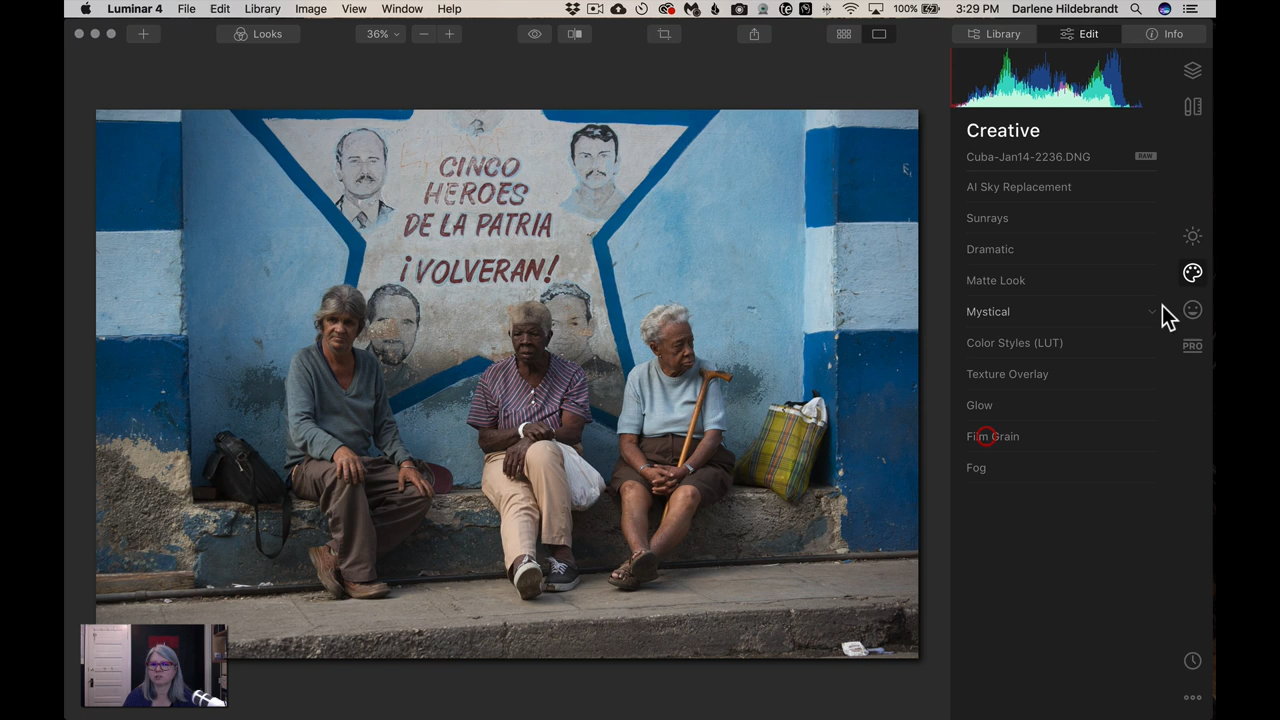 Luminar 4 File Edit Library Image View Window Help 100% 3:29 PM Darlene Hildebrandt
Looks 36% Library Edit Info
Creative
Cuba-Jan14-2236.DNG RAW
AI Sky Replacement
Sunrays
Dramatic
Matte Look
Mystical
Color Styles (LUT)
Texture Overlay
Glow
Film Grain
Fog
PRO
CINCO
HEROES
DE LA PATRIA
¡VOLVERAN!